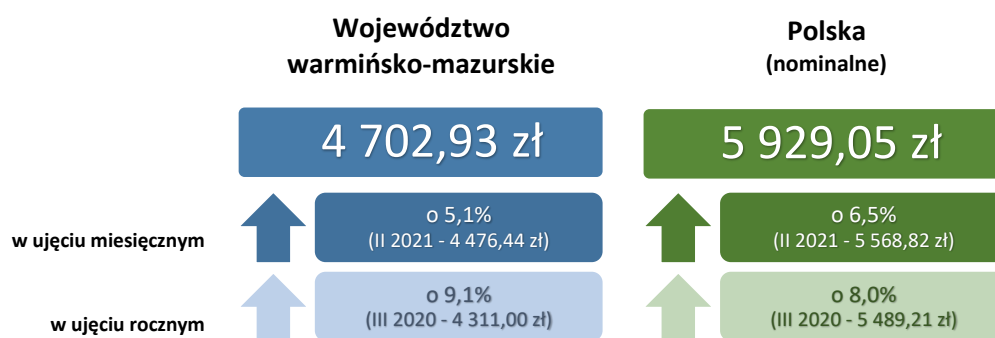 Województwo
warmińsko-mazurskie
Polska
(nominalne)
4 702,93 zł
5 929,05 zł
w ujęciu miesięcznym
o 5,1%
(II 2021 - 4 476,44 zł)
o 6,5%
(II 2021 - 5 568,82 zł)
w ujęciu rocznym
o 9,1%
(III 2020 - 4 311,00 zł)
o 8,0%
(III 2020 - 5 489,21 zł)